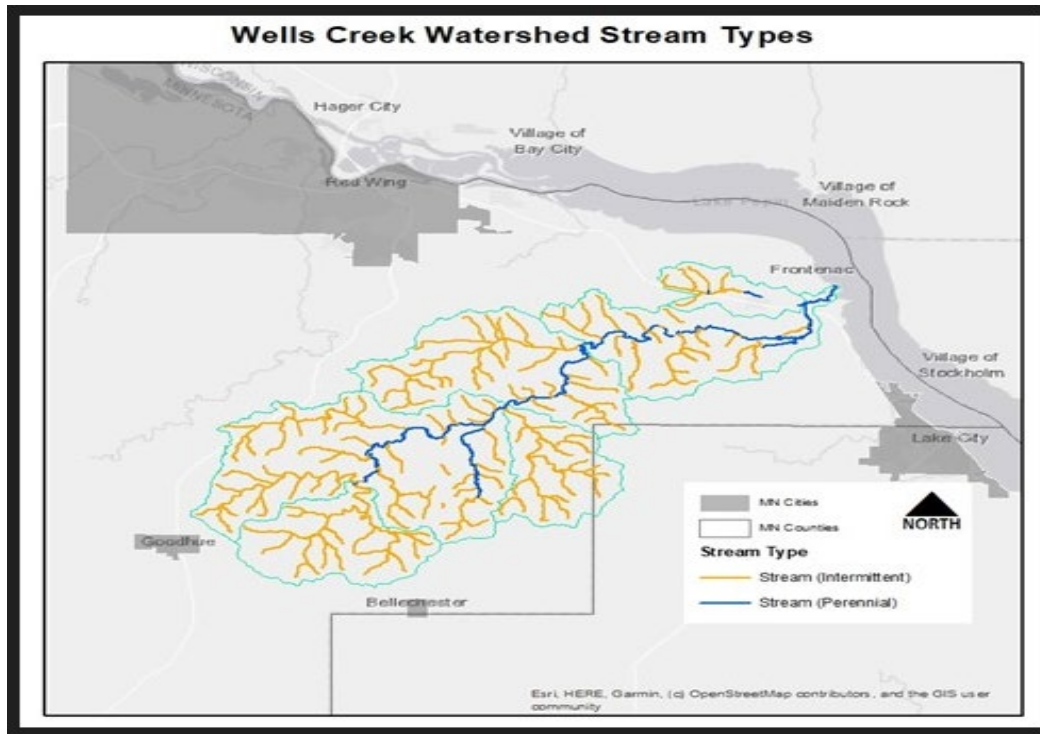 Wells Creek Watershed Stream Types
WISCONSIN
MINNESOTA
Hager City
Village of
Bay City
Red Wing
Village of
Maiden Rock
Lake Pepin
Frontenac
Village of
Stockholm
Lake City
Goodhue
Bellechester
MN Cities
MN Counties
NORTH
Stream Type
Stream (Intermittent)
Stream (Perennial)
Esri, HERE, Garmin, (c) OpenStreetMap contributors, and the GIS user
community